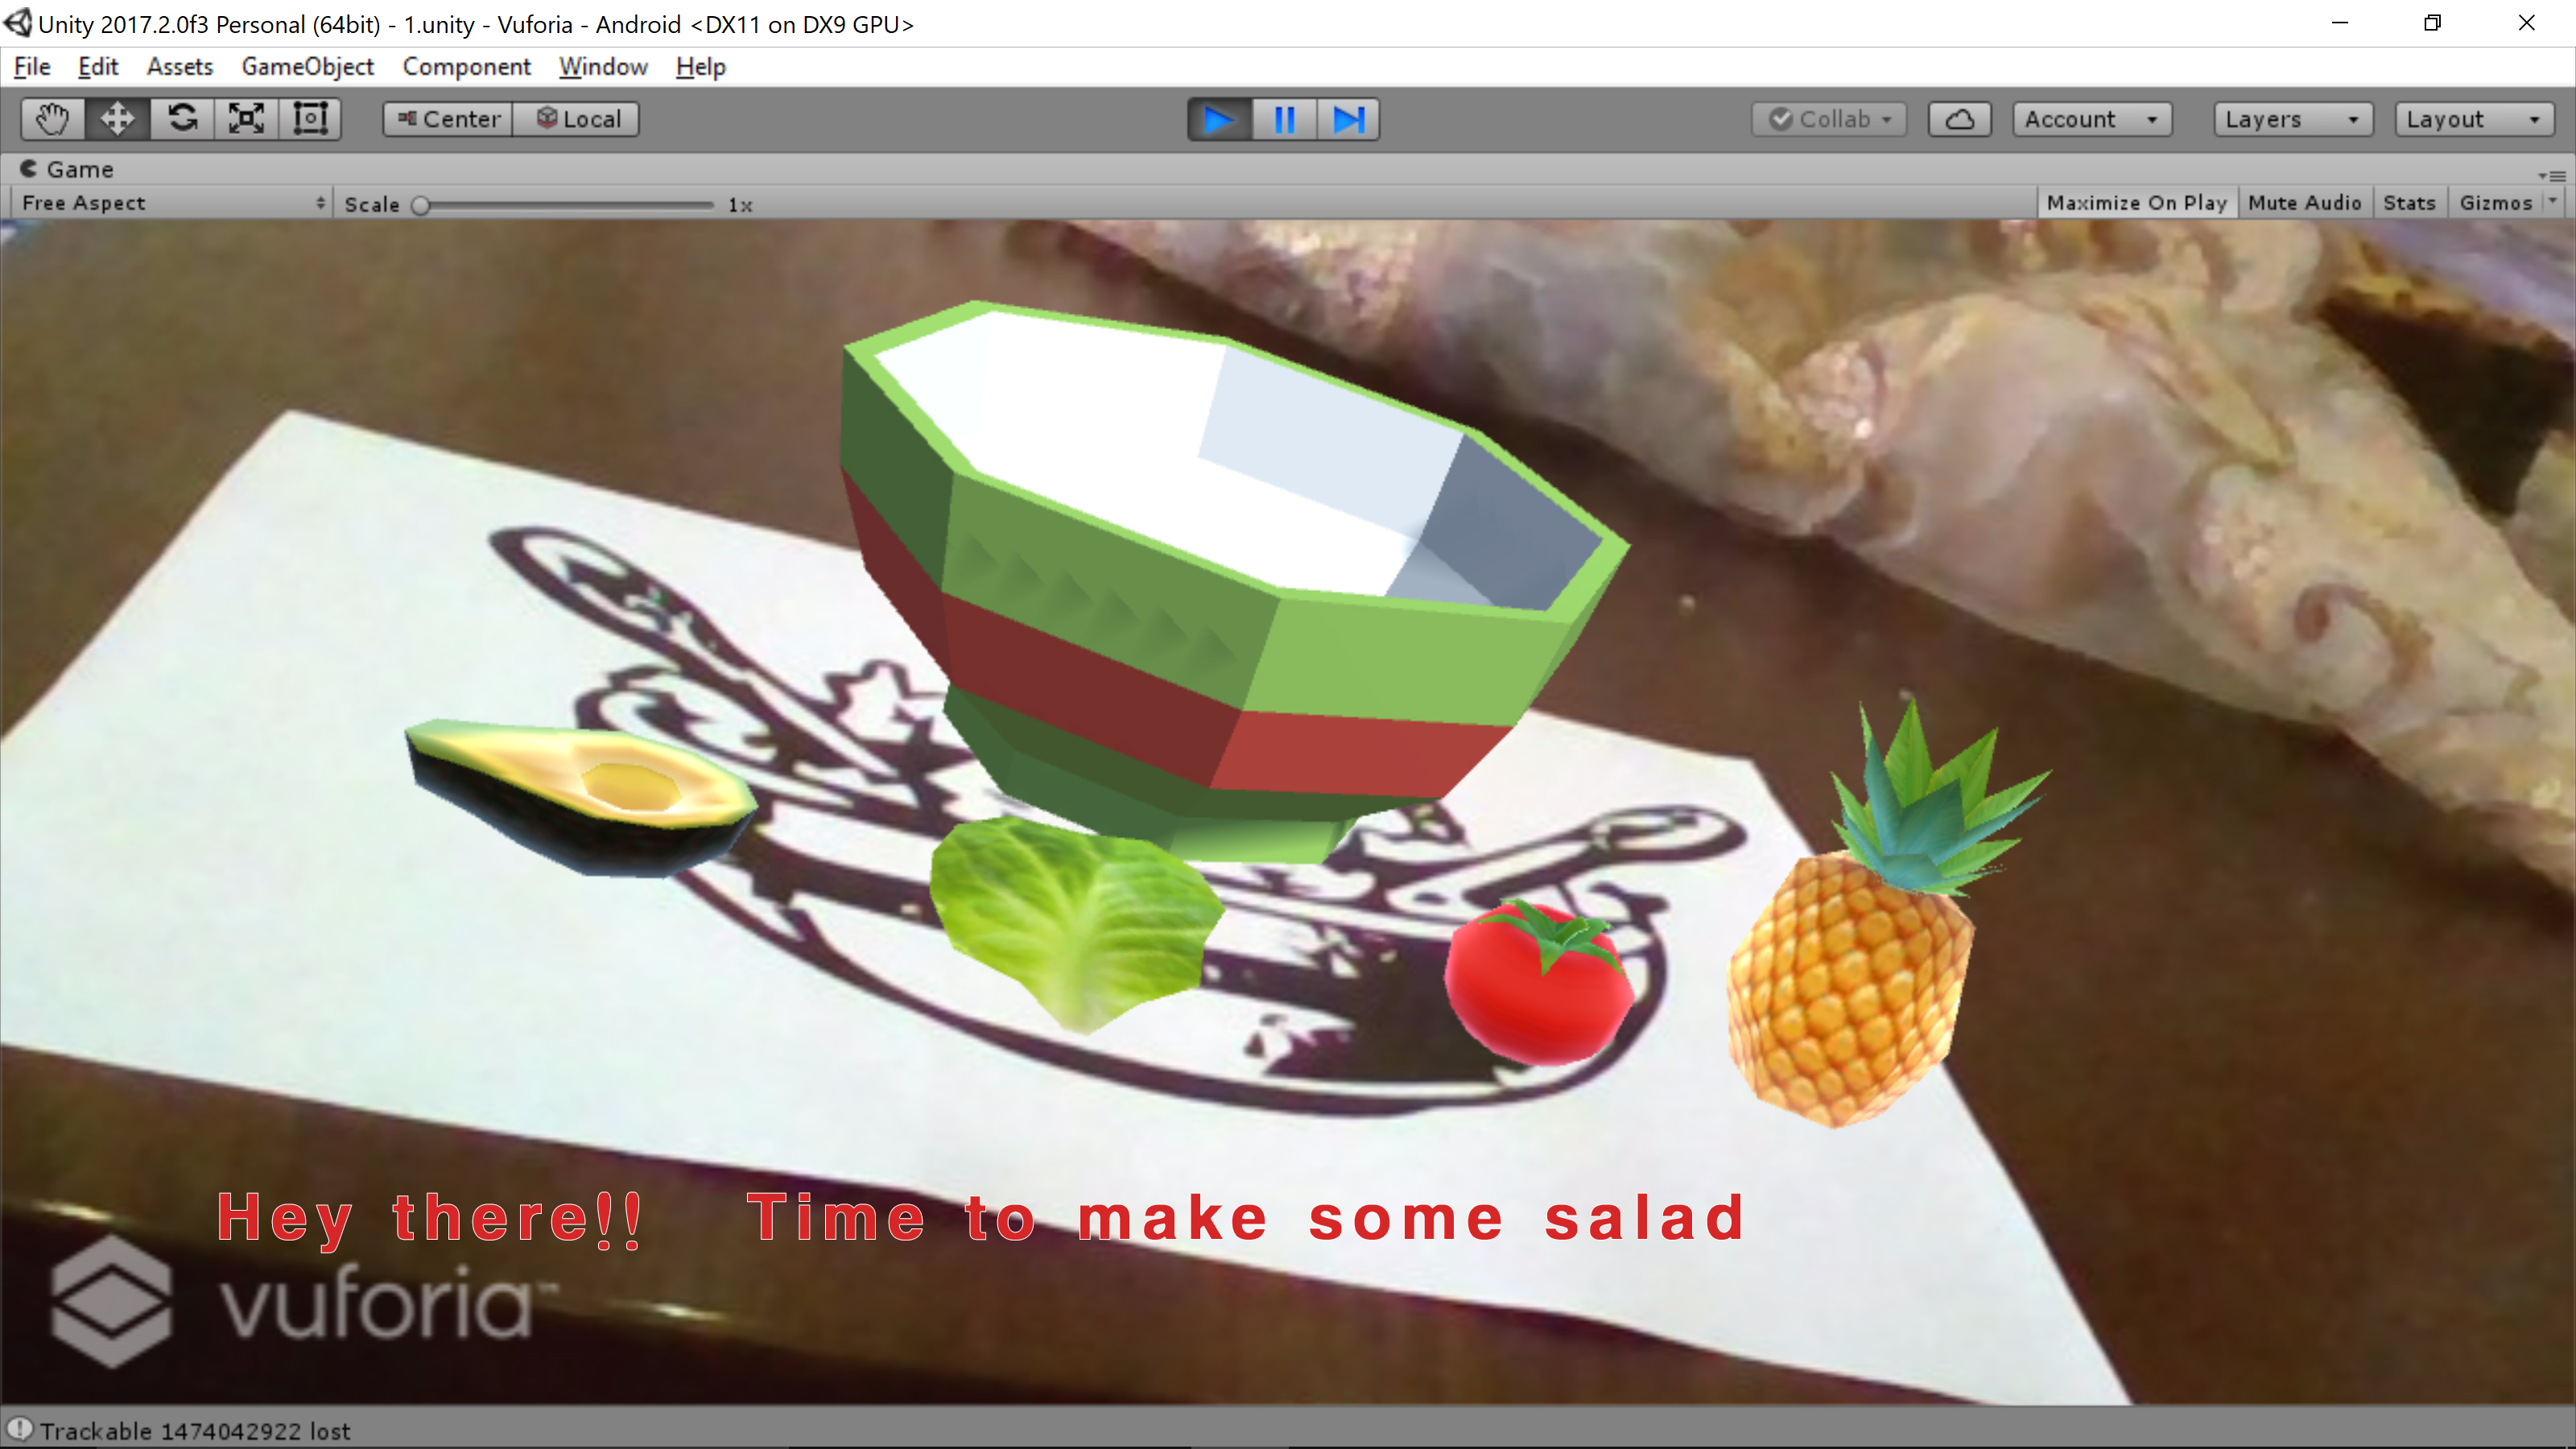 Unity 2017.2.0f3 Personal (64bit) - 1.unity - Vuforia - Android <DX11 on DX9 GPU>
File Edit Assets GameObject Component Window Help
Center Local Collab Account Layers Layout
Game
Free Aspect Scale 1x Maximize On Play Mute Audio Stats Gizmos
Hey there!! Time to make some salad
vuforia™
Trackable 1474042922 lost